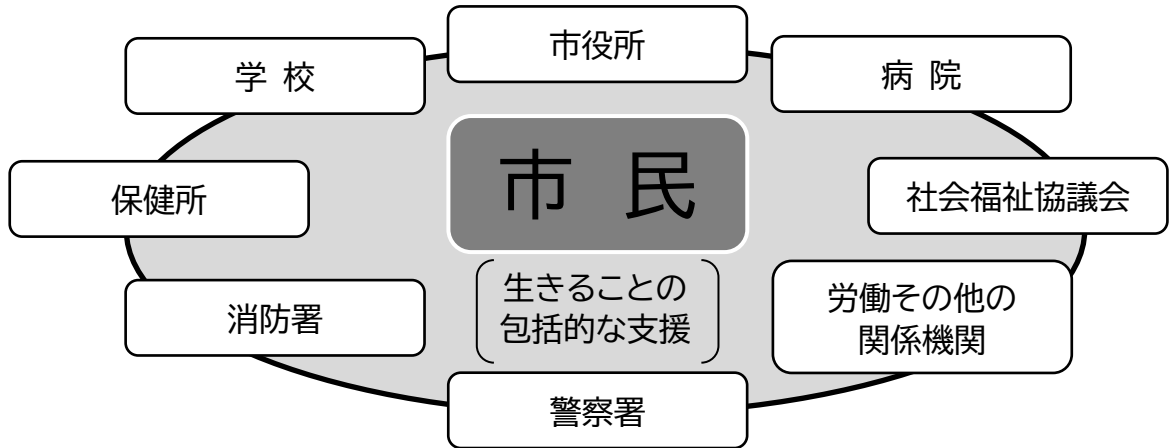 市役所
学 校
病 院
市 民
保健所
社会福祉協議会
生きることの
包括的な支援
消防署
労働その他の
関係機関
警察署